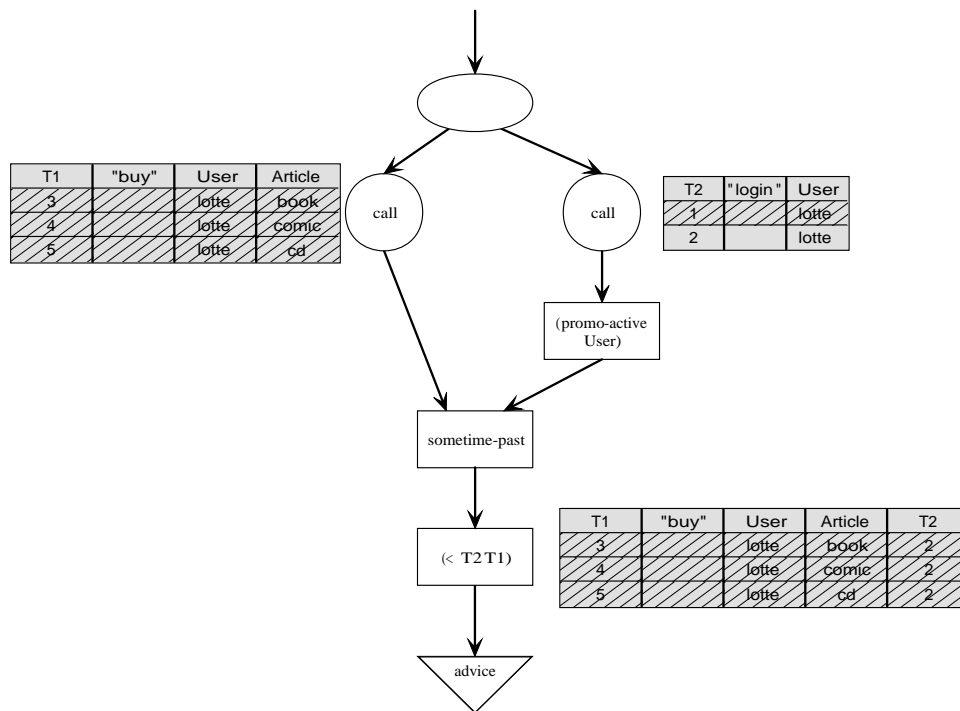 T1 "buy" User Article
3 lotte book
4 lotte comic
5 lotte cd
call
call
T2 "login" User
1 lotte
2 lotte
(promo-active
User)
sometime-past
(< T2 T1)
T1 "buy" User Article T2
3 lotte book 2
4 lotte comic 2
5 lotte cd 2
advice